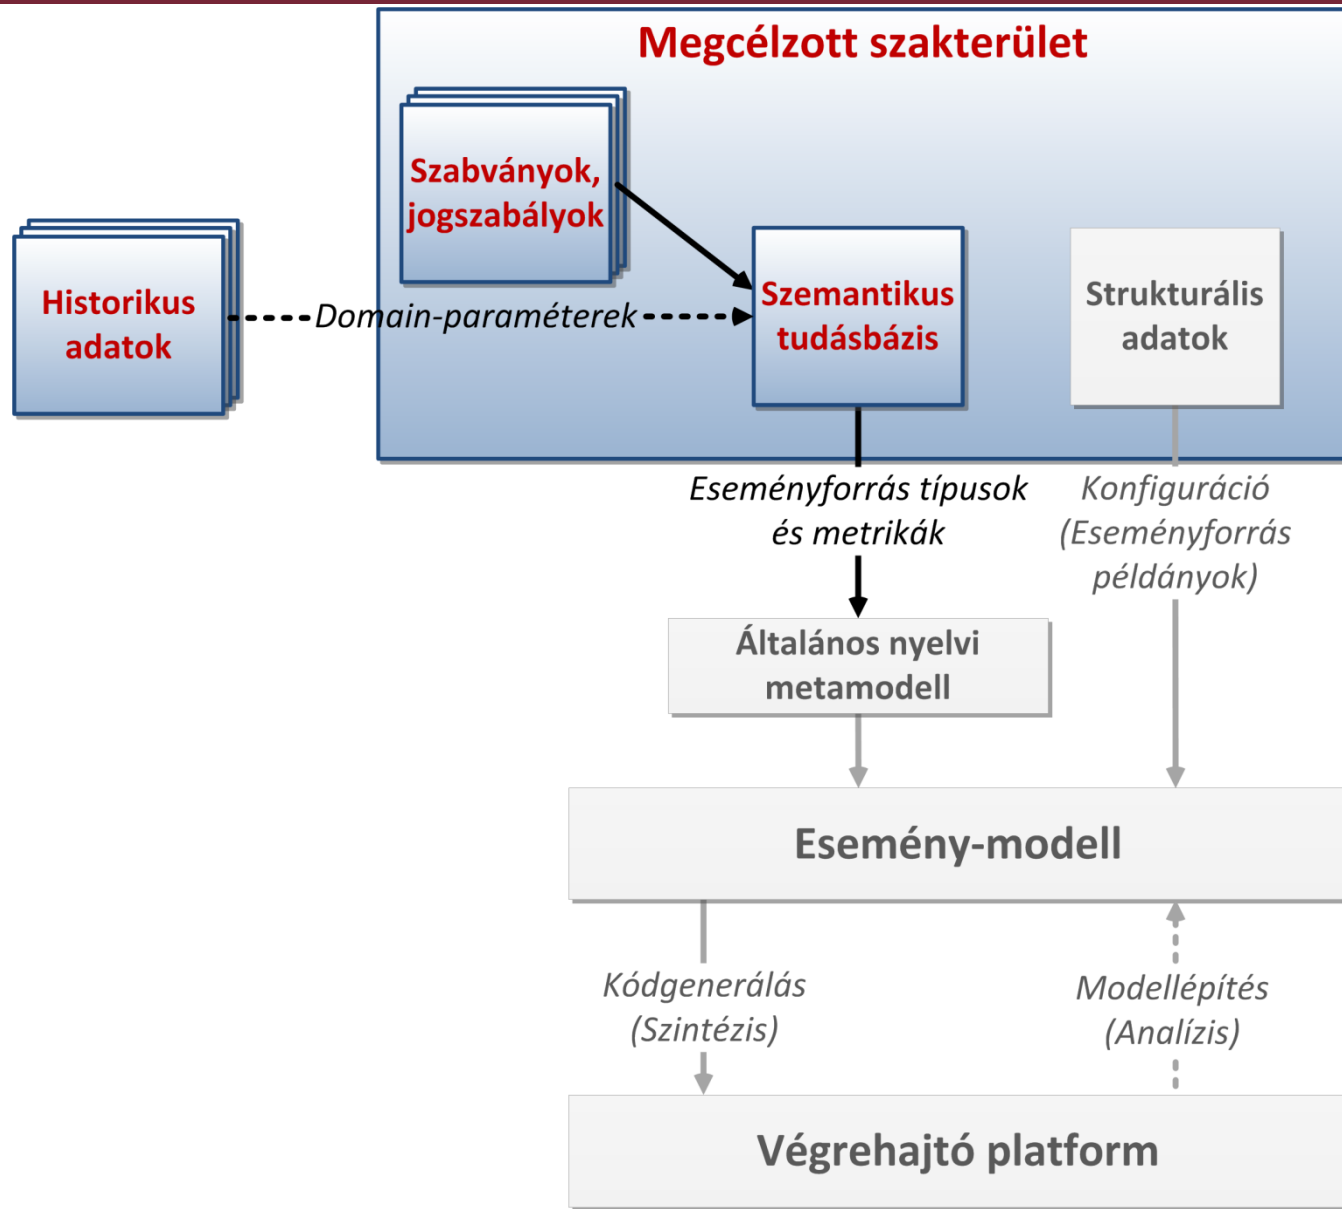 Megcélzott szakterület
Szabványok,
jogszabályok
Historikus
adatok
Domain-paraméterek
Szemantikus
tudásbázis
Strukturális
adatok
Eseményforrás típusok
és metrikák
Konfiguráció
(Eseményforrás
példányok)
Általános nyelvi
metamodell
Esemény-modell
Kódgenerálás
(Szintézis)
Modellépítés
(Analízis)
Végrehajtó platform